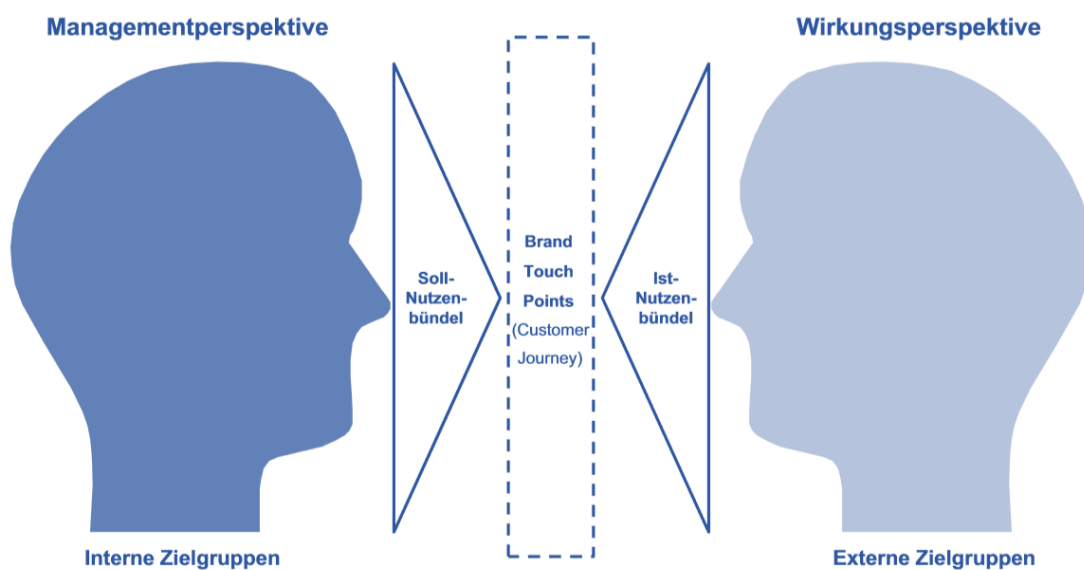 Managementperspektive
Wirkungsperspektive
Soll-
Nutzen-
bündel
Brand
Touch
Points
(Customer
Journey)
Ist-
Nutzen-
bündel
Interne Zielgruppen
Externe Zielgruppen